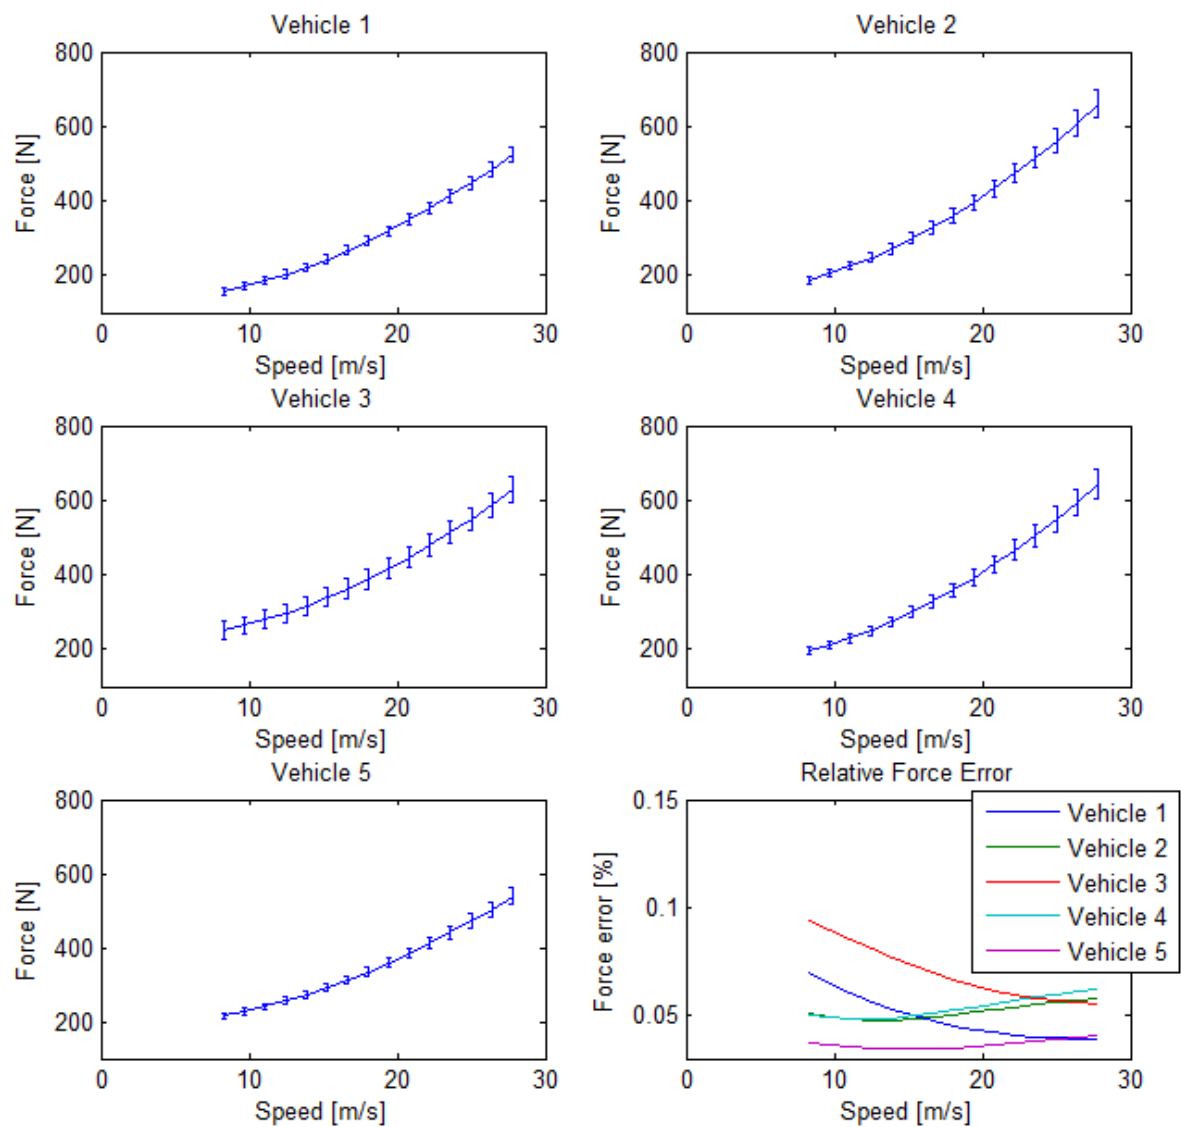 Vehicle 1
800
600
400
200
0
10
20
30
Force [N]
Speed [m/s]
Vehicle 2
800
600
400
200
0
10
20
30
Force [N]
Speed [m/s]
Vehicle 3
800
600
400
200
0
10
20
30
Force [N]
Speed [m/s]
Vehicle 4
800
600
400
200
0
10
20
30
Force [N]
Speed [m/s]
Vehicle 5
800
600
400
200
0
10
20
30
Force [N]
Speed [m/s]
Relative Force Error
0.15
0.1
0.05
0
10
20
30
Force error [%]
Speed [m/s]
Vehicle 1
Vehicle 2
Vehicle 3
Vehicle 4
Vehicle 5